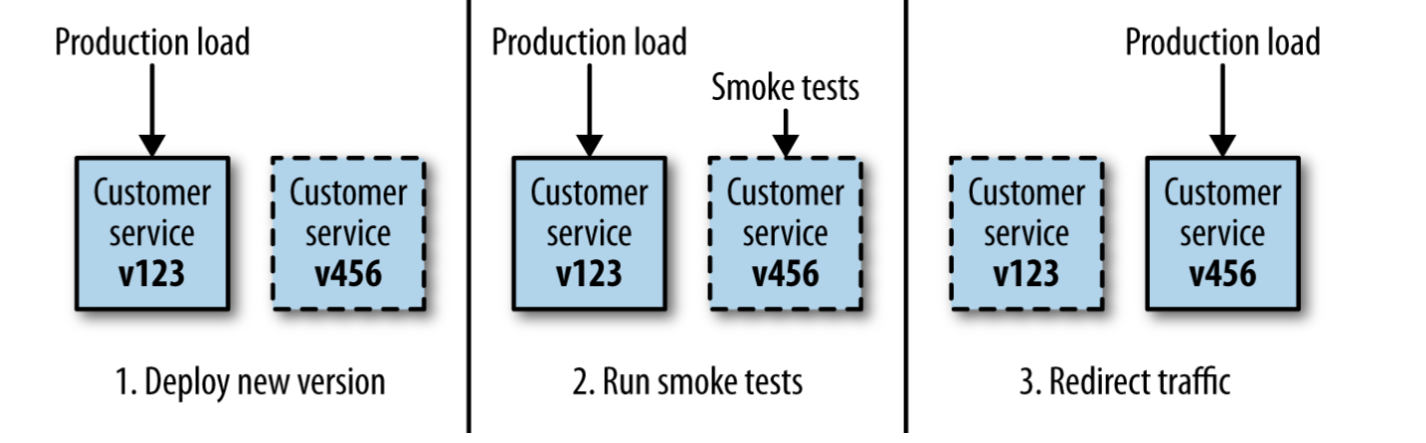 Production load
Customer
service
v123
Customer
service
v456
1. Deploy new version
Production load
Smoke tests
Customer
service
v123
Customer
service
v456
2. Run smoke tests
Production load
Customer
service
v123
Customer
service
v456
3. Redirect traffic